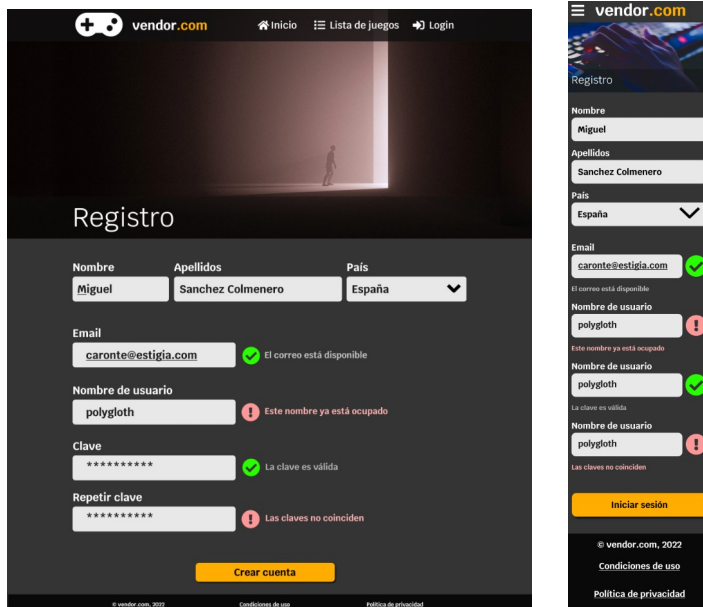 vendor.com Inicio Lista de juegos Login
Registro
Nombre Apellidos País
Miguel Sanchez Colmenero España
Email
caronte@estigia.com El correo está disponible
Nombre de usuario
polygloth Este nombre ya está ocupado
Clave
********** La clave es válida
Repetir clave
********** Las claves no coinciden
Crear cuenta
© vendor.com, 2022 Condiciones de uso Política de privacidad
vendor.com
Registro
Nombre
Miguel
Apellidos
Sanchez Colmenero
País
España
Email
caronte@estigia.com
El correo está disponible
Nombre de usuario
polygloth
Este nombre ya está ocupado
Nombre de usuario
polygloth
La clave es válida
Nombre de usuario
polygloth
Las claves no coinciden
Iniciar sesión
© vendor.com, 2022
Condiciones de uso
Política de privacidad